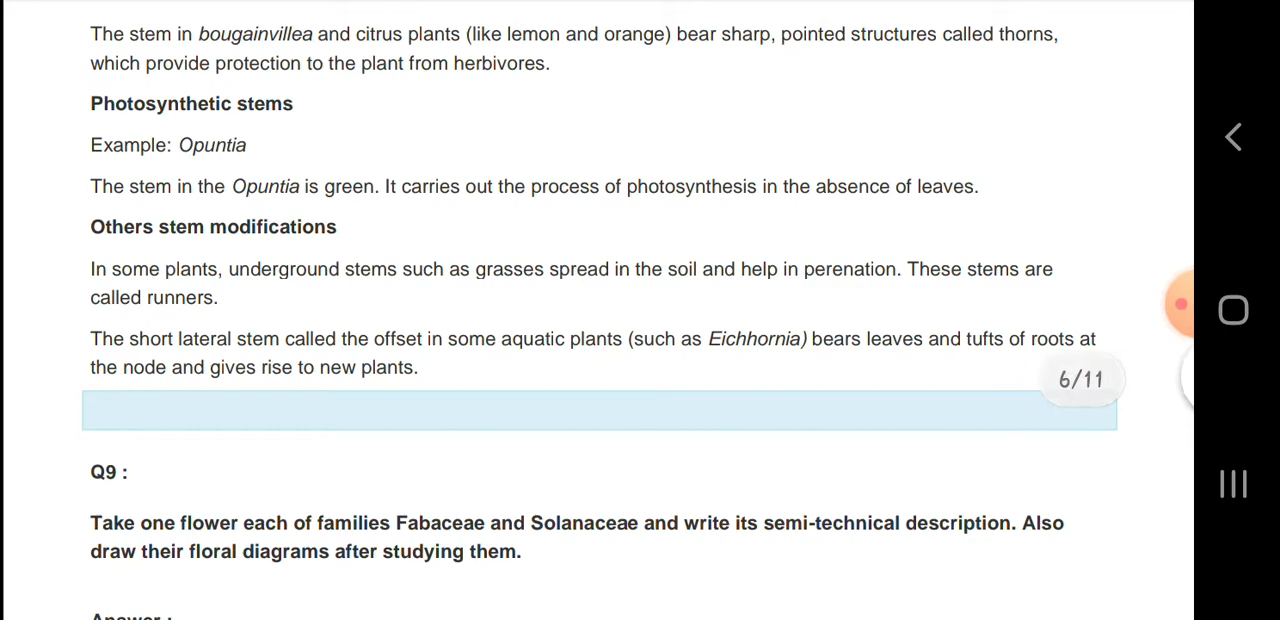 The stem in bougainvillea and citrus plants (like lemon and orange) bear sharp, pointed structures called thorns,
which provide protection to the plant from herbivores.
Photosynthetic stems
Example: Opuntia
The stem in the Opuntia is green. It carries out the process of photosynthesis in the absence of leaves.
Others stem modifications
In some plants, underground stems such as grasses spread in the soil and help in perenation. These stems are
called runners.
The short lateral stem called the offset in some aquatic plants (such as Eichhornia) bears leaves and tufts of roots at
the node and gives rise to new plants.
6/11
Q9 :
Take one flower each of families Fabaceae and Solanaceae and write its semi-technical description. Also
draw their floral diagrams after studying them.
Answer :